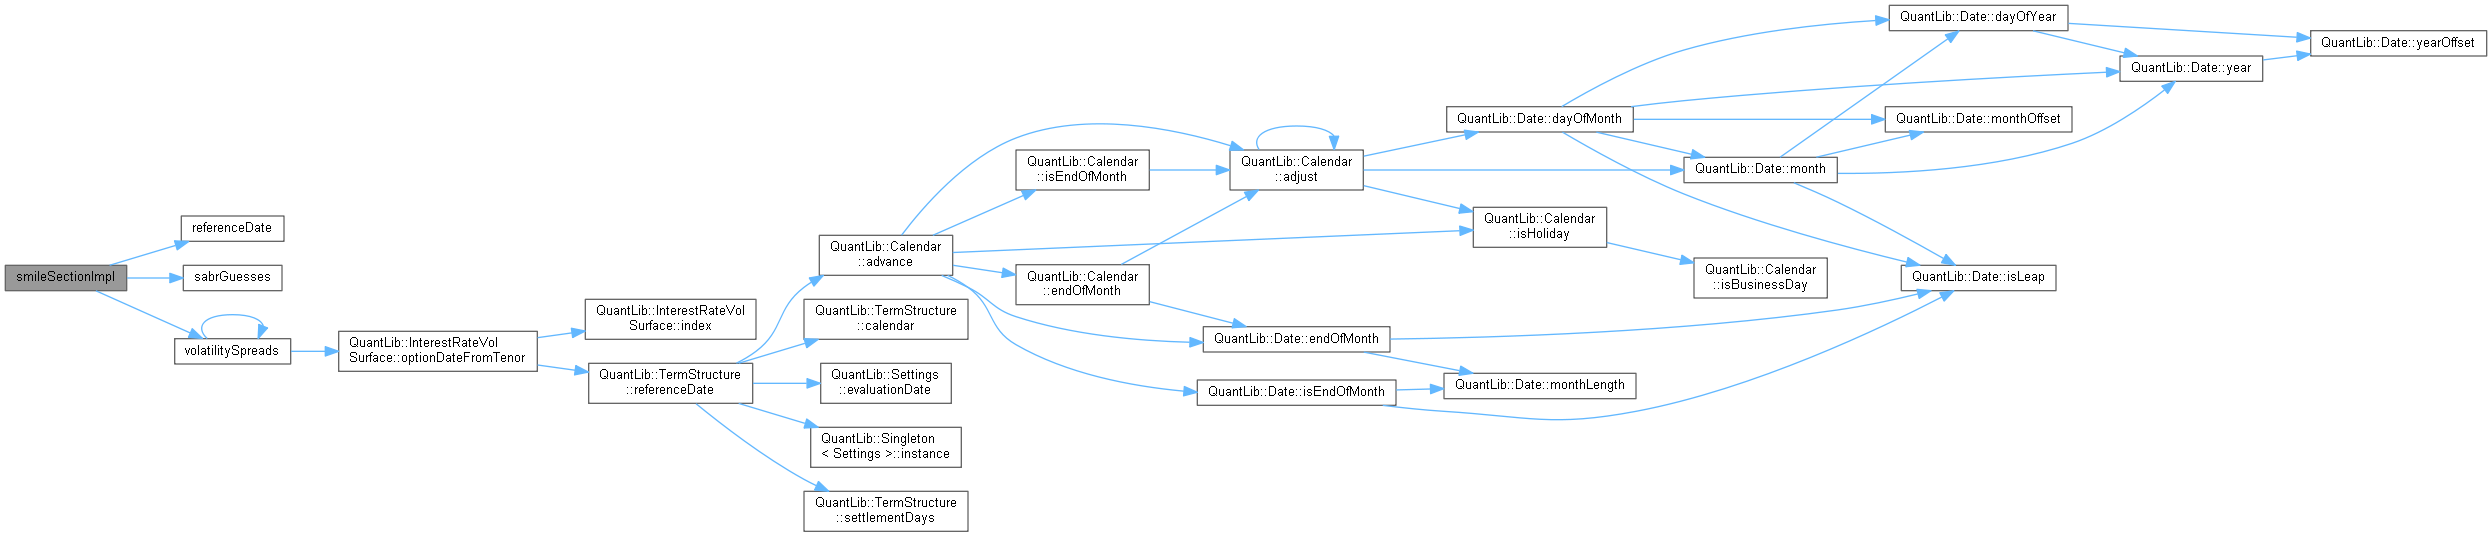 smileSectionImpl
referenceDate
sabrGuesses
volatilitySpreads
QuantLib::InterestRateVol
Surface::optionDateFromTenor
QuantLib::InterestRateVol
Surface::index
QuantLib::TermStructure
::referenceDate
QuantLib::Calendar
::advance
QuantLib::TermStructure
::calendar
QuantLib::Settings
::evaluationDate
QuantLib::Singleton
< Settings >::instance
QuantLib::TermStructure
::settlementDays
QuantLib::Calendar
::isEndOfMonth
QuantLib::Calendar
::endOfMonth
QuantLib::Calendar
::adjust
QuantLib::Date::endOfMonth
QuantLib::Date::isEndOfMonth
QuantLib::Date::dayOfMonth
QuantLib::Calendar
::isHoliday
QuantLib::Date::monthLength
QuantLib::Date::month
QuantLib::Calendar
::isBusinessDay
QuantLib::Date::dayOfYear
QuantLib::Date::monthOffset
QuantLib::Date::isLeap
QuantLib::Date::year
QuantLib::Date::yearOffset